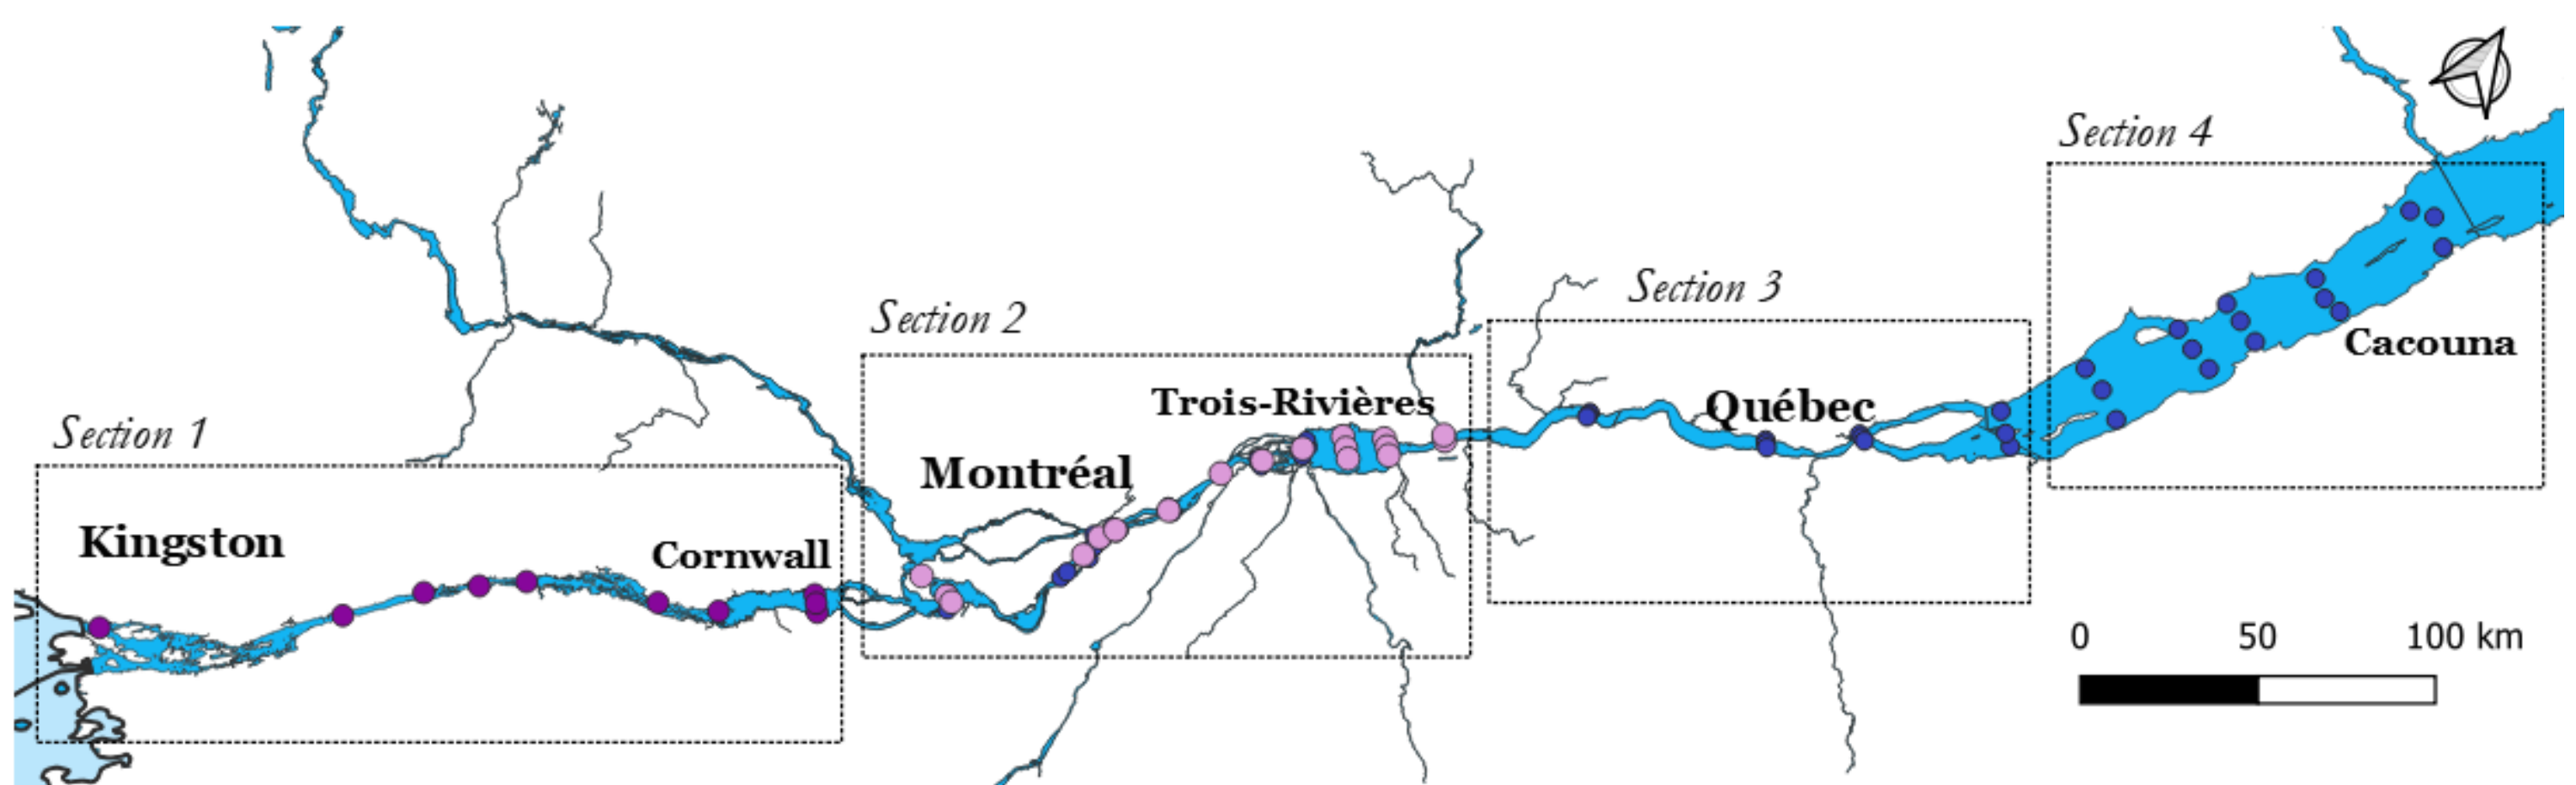 Section 4
Section 3
Section 2
Cacouna
Trois-Rivières
Québec
Section 1
Montréal
Kingston
Cornwall
0 50 100 km